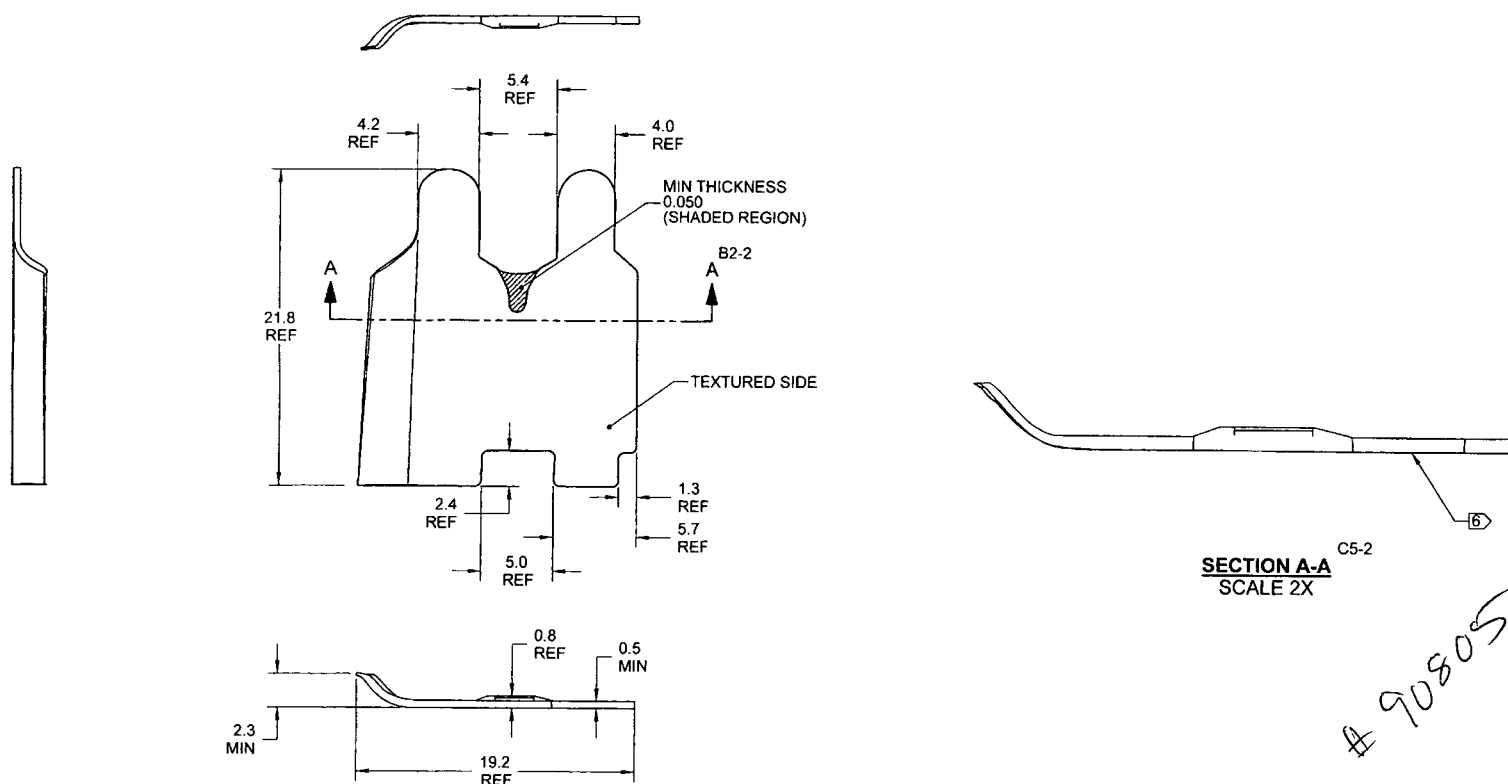 5.4
REF
4.2
REF
4.0
REF
MIN THICKNESS
0.050
(SHADED REGION)
B2-2
A
A
21.8
REF
TEXTURED SIDE
2.4
REF
1.3
REF
5.7
REF
5.0
REF
6
C5-2
SECTION A-A
SCALE 2X
0.8
REF
0.5
MIN
2.3
MIN
19.2
REF
# 90805